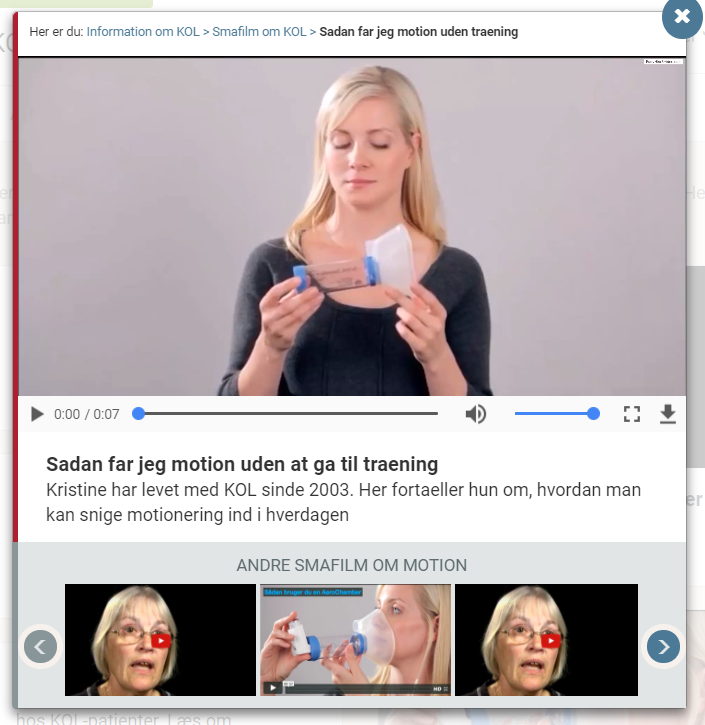 Her er du: Information om KOL > Smafilm om KOL > Sadan far jeg motion uden traening
0:00 / 0:07
Sadan far jeg motion uden at ga til traening
Kristine har levet med KOL sinde 2003. Her fortaeller hun om, hvordan man
kan snige motionering ind i hverdagen
ANDRE SMAFILM OM MOTION
Sådan bruger du en AeroChamber
HD
hos KOL-patienter. Læs om